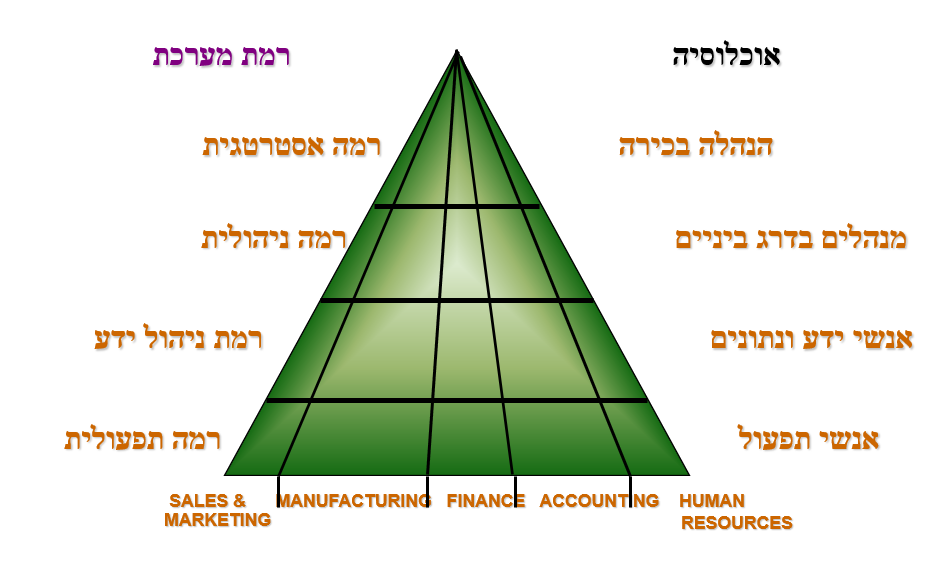 אוכלוסיה
רמת מערכת
הנהלה בכירה
רמה אסטרטגית
מנהלים בדרג ביניים
רמה ניהולית
אנשי ידע ונתונים
רמת ניהול ידע
אנשי תפעול
רמה תפעולית
SALES &
MARKETING
MANUFACTURING
FINANCE
ACCOUNTING
HUMAN
RESOURCES